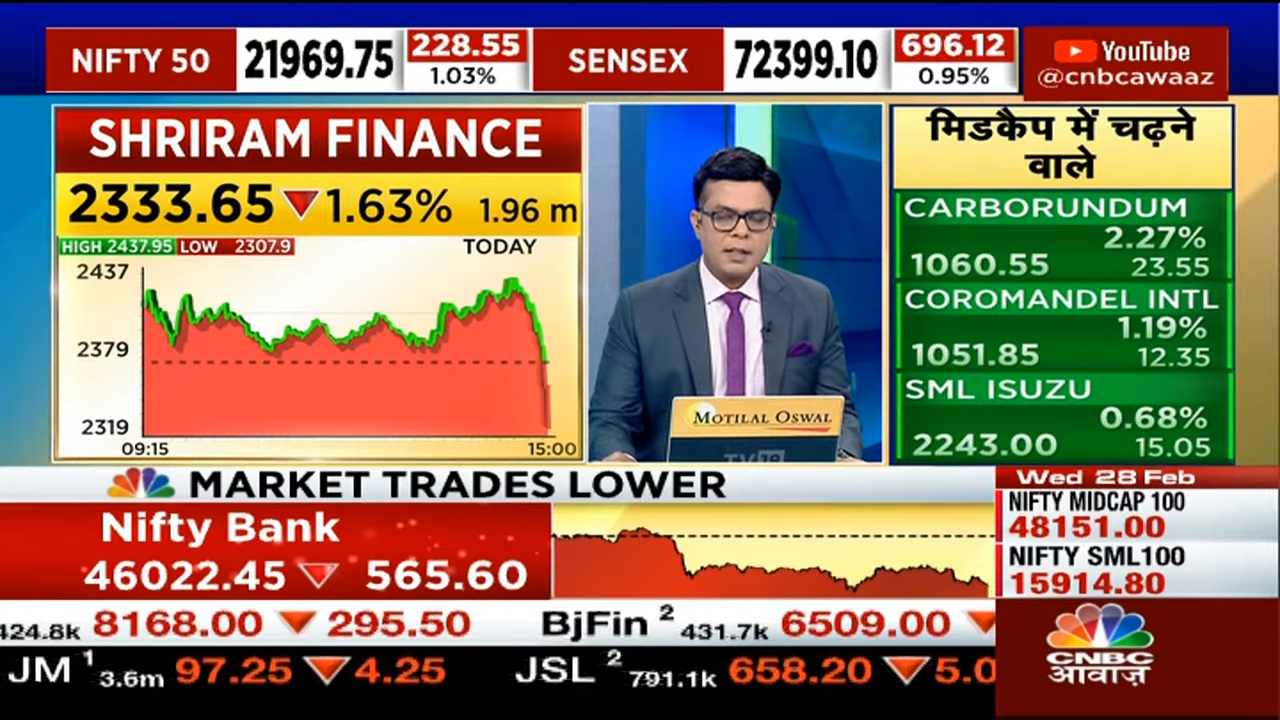 NIFTY 50 21969.75 228.55 1.03% SENSEX 72399.10 696.12 0.95%
YouTube
@cnbcawaaz
SHRIRAM FINANCE
2333.65 1.63% 1.96 m
HIGH 2437.95 LOW 2307.9 TODAY
2437
2379
2319
09:15 15:00
MOTILAL OSWAL
TV18
मिडकैप में चढ़ने
वाले
CARBORUNDUM
2.27%
1060.55 23.55
COROMANDEL INTL
1.19%
1051.85 12.35
SML ISUZU
0.68%
2243.00 15.05
MARKET TRADES LOWER
Nifty Bank
46022.45 565.60
Wed 28 Feb
NIFTY MIDCAP 100
48151.00
NIFTY SML100
15914.80
424.8k 8168.00 295.50 BjFin 2 431.7k 6509.00
JM 1 3.6m 97.25 4.25 JSL 2 791.1k 658.20 5.0
CNBC
आवाज़